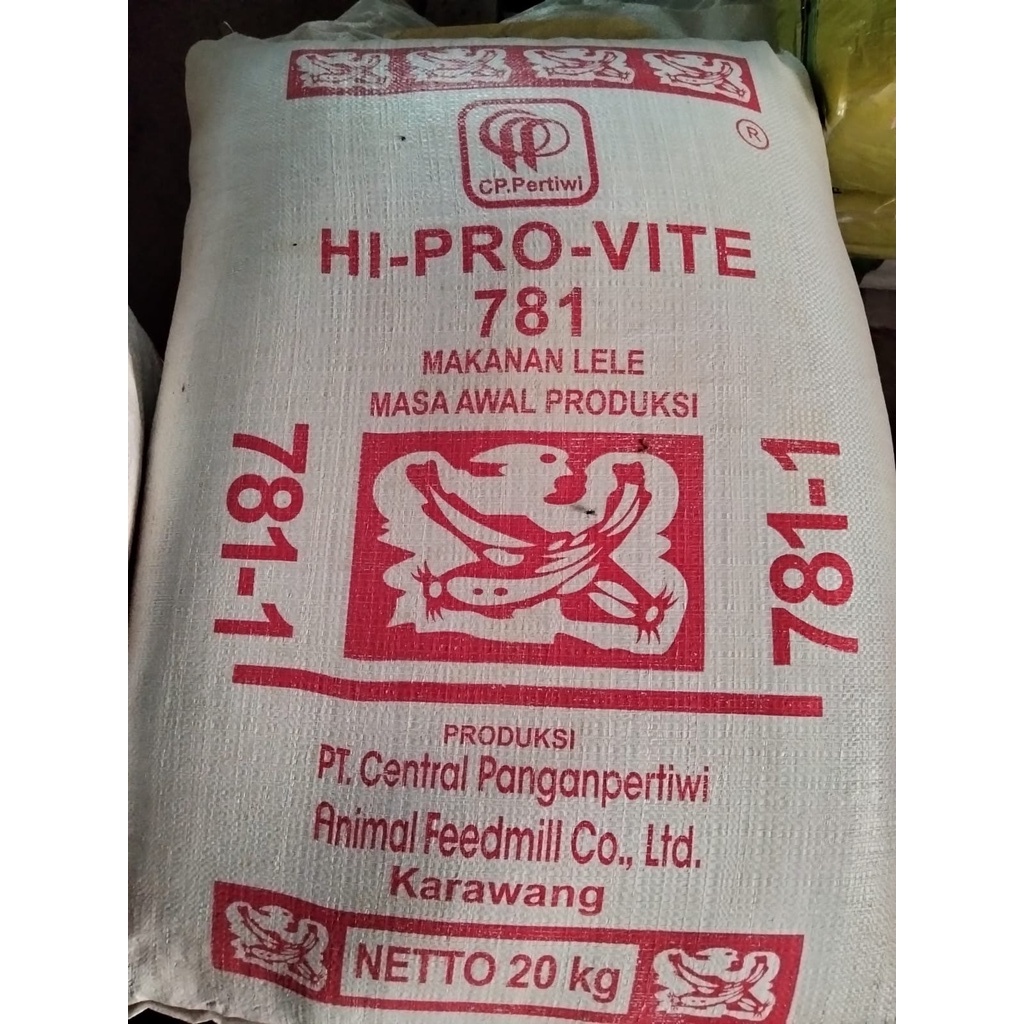 CP.Pertiwi
®
HI-PRO-VITE
781
MAKANAN LELE
MASA AWAL PRODUKSI
781-1
781-1
PRODUKSI
PT. Central Panganpertiwi
Animal Feedmill Co., Ltd.
Karawang
NETTO 20 kg